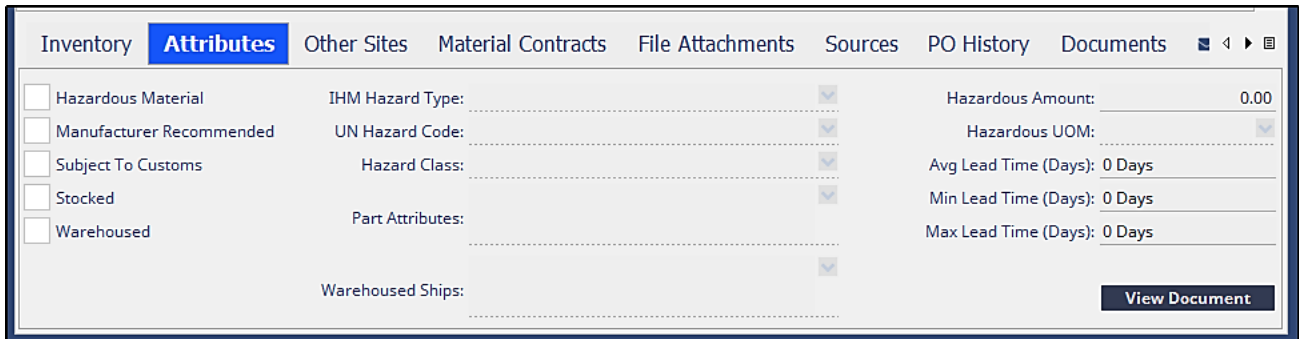 Inventory Attributes Other Sites Material Contracts File Attachments Sources PO History Documents
Hazardous Material IHM Hazard Type: Hazardous Amount: 0.00
Manufacturer Recommended UN Hazard Code: Hazardous UOM:
Subject To Customs Hazard Class: Avg Lead Time (Days): 0 Days
Stocked Min Lead Time (Days): 0 Days
Part Attributes:
Warehoused Max Lead Time (Days): 0 Days
Warehoused Ships:
View Document